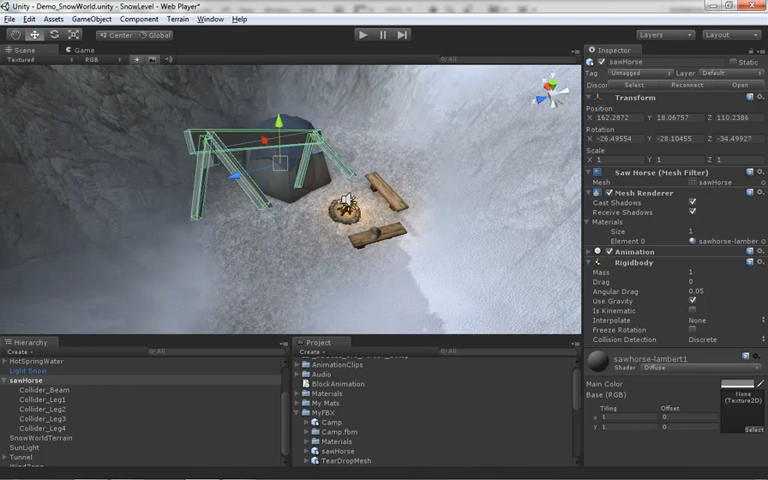 Unity - Demo_SnowWorld.unity - SnowLevel - Web Player*
File Edit Assets GameObject Component Terrain Window Help
Center Global Layers Layout
Scene Game
Textured RGB All
Inspector
sawHorse Static
Tag Untagged Layer Default
Select Reconnect Open
Transform
Position
X 162.2872 Y 18.06757 Z 110.2386
Rotation
X -26.49554 Y -28.10455 Z -34.49927
Scale
X 1 Y 1 Z 1
Saw Horse (Mesh Filter)
Mesh sawHorse
Mesh Renderer
Cast Shadows
Receive Shadows
Materials
Size 1
Element 0 sawhorse-lamber
Animation
Rigidbody
Mass 1
Drag 0
Angular Drag 0.05
Use Gravity
Is Kinematic
Interpolate None
Freeze Rotation
Collision Detection Discrete
sawhorse-lambert1
Shader Diffuse
Main Color
Base (RGB)
None
(Texture2D)
Tiling Offset
x 1 0
y 1 0
Select
Hierarchy
Create All
HotSpringWater
Light Snow
sawHorse
Collider_Beam
Collider_Leg1
Collider_Leg2
Collider_Leg3
Collider_Leg4
SnowWorldTerrain
SunLight
Tunnel
Project
Create All
AnimationClips
Audio
BlockAnimation
Materials
My Mats
MyFBX
Camp
Camp.fbm
Materials
sawHorse
TearDropMesh